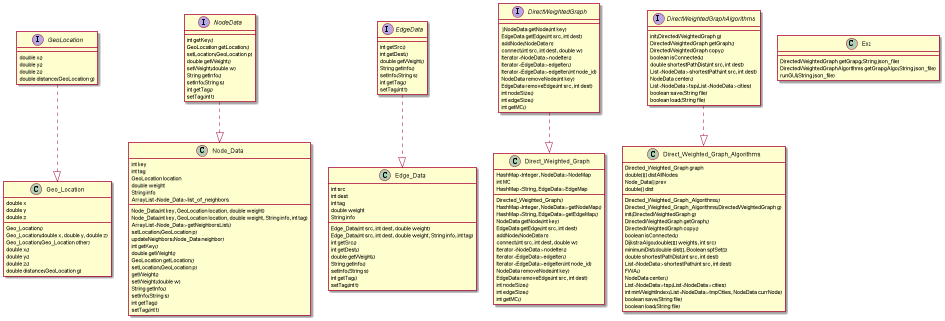 GeoLocation
double x;
double y;
double z;
double distance(GeoLocation g)
NodeData
int getKey;
GeoLocation getLocation;
setLocation(GeoLocation p)
double getWeight;
setWeight(double w)
String getInfo;
setInfo(String s)
int getTag;
setTag(int t)
EdgeData
int getSrc;
int getDest;
double getWeight;
String getInfo;
setInfo(String s)
int getTag;
setTag(int t)
DirectWeightedGraph
NodeData getNode(int key)
EdgeData getEdge(int src, int dest)
addNode(NodeData n)
connect(int src, int dest, double w)
Iterator <NodeData>nodeIter;
Iterator <EdgeData>edgeIter;
Iterator <EdgeData>edgeIter(int node_id)
NodeData removeNode(int key)
EdgeData removeEdge(int src, int dest)
int nodeSize;
int edgeSize;
int getMC;
DirectWeightedGraphAlgorithms
init(DirectedWeightedGraph g)
DirectedWeightedGraph getGraph;
DirectedWeightedGraph copy;
boolean isConnected;
double shortestPathDist(int src, int dest)
List <NodeData>shortestPath(int src, int dest)
NodeData center;
List <NodeData>tsp(List <NodeData>cities)
boolean save(String file)
boolean load(String file)
Ex2
DirectedWeightedGraph getGrapg(String json_file)
DirectedWeightedGraphAlgorithms getGrapgAlgo(String json_file)
runGUI(String json_file)
Geo_Location
double x
double y
double z
Geo_Location;
Geo_Location(double x, double y, double z)
Geo_Location(Geo_Location other)
double x;
double y;
double z;
double distance(GeoLocation g)
Node_Data
int key
int tag
GeoLocation location
double weight
String info
ArrayList <Node_Data>list_of_neighbors
Node_Data(int key, GeoLocation location, double weight)
Node_Data(int key, GeoLocation location, double weight, String info, int tag)
ArrayList <Node_Data>getNeighborsList;
setLocation(GeoLocation p)
updateNeighbors(NodeData neighbor)
int getKey;
double getWeight;
GeoLocation getLocation;
setLocation(GeoLocation p)
getWeight;
setWeight(double w)
String getInfo;
setInfo(String s)
int getTag;
setTag(int t)
Edge_Data
int src
int dest
int tag
double weight
String info
Edge_Data(int src, int dest, double weight)
Edge_Data(int src, int dest, double weight, String info, int tag)
int getSrc;
int getDest;
double getWeight;
String getInfo;
setInfo(String s)
int getTag;
setTag(int t)
Direct_Weighted_Graph
HashMap <Integer, NodeData>NodeMap
int MC
HashMap <String, EdgeData>EdgeMap
Directed_Weighted_Graph;
HashMap <Integer, NodeData>getNodeMap;
HashMap <String, EdgeData>getEdgeMap;
NodeData getNode(int key)
EdgeData getEdge(int src, int dest)
addNode(NodeData n)
connect(int src, int dest, double w)
Iterator <NodeData>nodeIter;
Iterator <EdgeData>edgeIter;
Iterator <EdgeData>edgeIter(int node_id)
NodeData removeNode(int key)
EdgeData removeEdge(int src, int dest)
int nodeSize;
int edgeSize;
int getMC;
Direct_Weighted_Graph_Algorithms
Directed_Weighted_Graph graph
double[][] distAllNodes
Node_Data[] prev
double[] dist
Directed_Weighted_Graph_Algorithms;
Directed_Weighted_Graph_Algorithms(DirectedWeightedGraph g)
init(DirectedWeightedGraph g)
DirectedWeightedGraph getGraph;
DirectedWeightedGraph copy;
boolean isConnected;
DijkstraAlgo(double[][] weights, int src)
minimumDist(double dist[], Boolean sptSet[])
double shortestPathDist(int src, int dest)
List <NodeData>shortestPath(int src, int dest)
FWA;
NodeData center;
List <NodeData>tsp(List <NodeData>cities)
int minWeightIndex(List <NodeData>tmpCities, NodeData currNode)
boolean save(String file)
boolean load(String file)